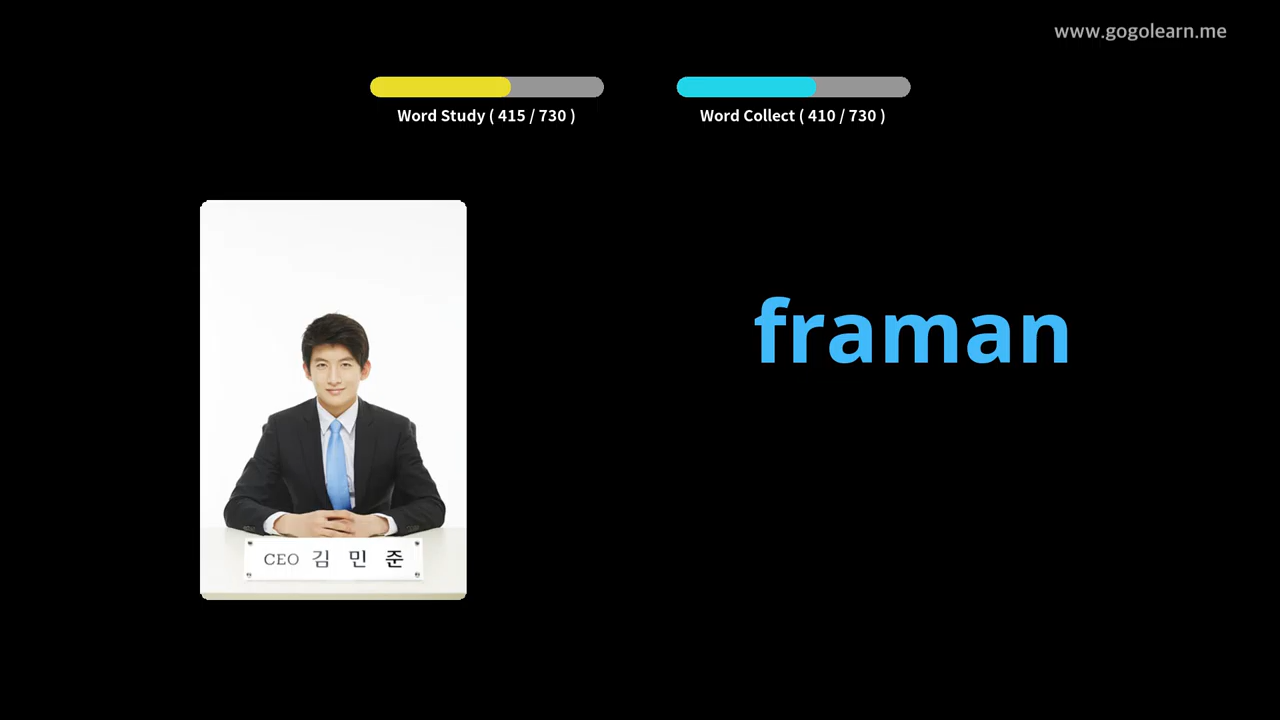 www.gogolearn.me
Word Study ( 415 / 730 )
Word Collect ( 410 / 730 )
framan
CEO 김 민 준